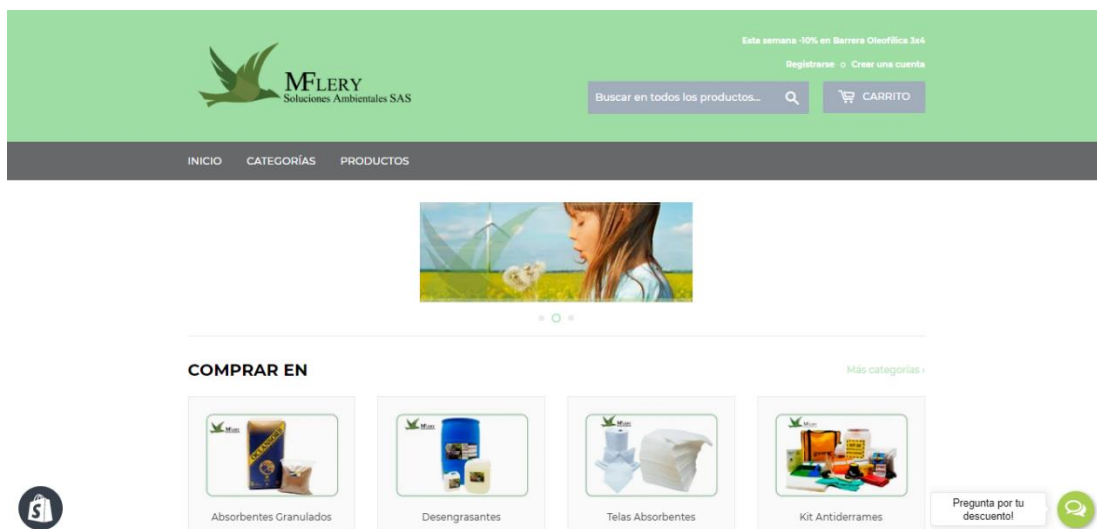 Esta semana -10% en Barrera Oleofílica 3x4
Registrarse o Crear una cuenta
MFLERY
Soluciones Ambientales SAS
Buscar en todos los productos...
CARRITO
INICIO CATEGORÍAS PRODUCTOS
COMPRAR EN
Más categorías ›
Absorbentes Granulados
Desengrasantes
Telas Absorbentes
Kit Antiderrames
Pregunta por tu
descuento!